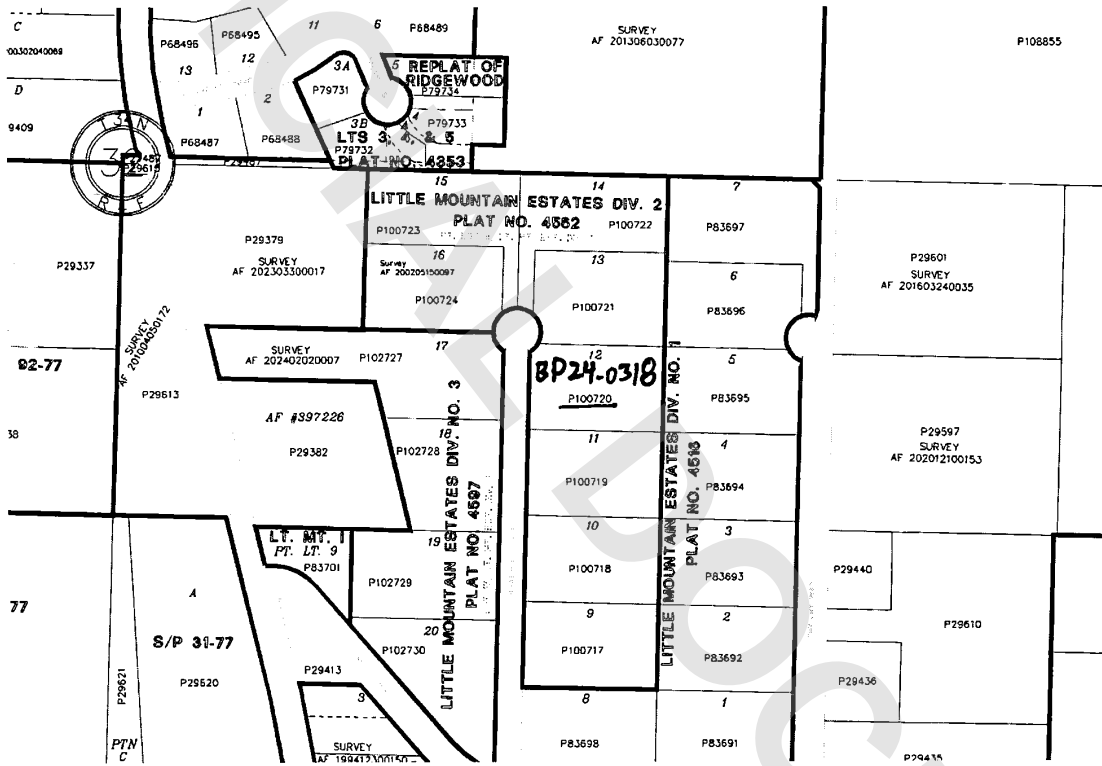 C
00302040069
D
9409
P68496
13
P68495
12
11
6
P68489
1
P68487
2
P68488
3A
P79731
5
REPLAT OF
RIDGEWOOD
P79734
P79733
3B
LTS 3, 4, & 5
P79732
PLAT NO. 4353
SURVEY
AF 201306030077
P108855
P29337
P29379
SURVEY
AF 202303300017
15
14
LITTLE MOUNTAIN ESTATES DIV. 2
PLAT NO. 4582
P100723
P100722
16
Survey
AF 200205150097
P100724
13
P100721
7
P83697
6
P83696
P29601
SURVEY
AF 201603240035
SURVEY
AF 201004050172
92-77
38
P29613
SURVEY
AF 202402020007
P102727
17
AF #397226
P29382
18
P102728
12
BP24-0318
P100720
11
P100719
10
P100718
9
P100717
8
P83698
5
P83695
4
P83694
3
P83693
2
P83692
1
P83691
P29597
SURVEY
AF 202012100153
LITTLE MOUNTAIN ESTATES DIV. NO. 3
PLAT NO. 4597
LITTLE MOUNTAIN ESTATES DIV. NO. 1
PLAT NO. 4516
LT. MT. 1
PT. LT. 9
P83701
19
P102729
20
P102730
77
A
S/P 31-77
P29620
P29621
PTN
C
P29413
3
SURVEY
AF 199412300150
P29440
P29610
P29436
P29435